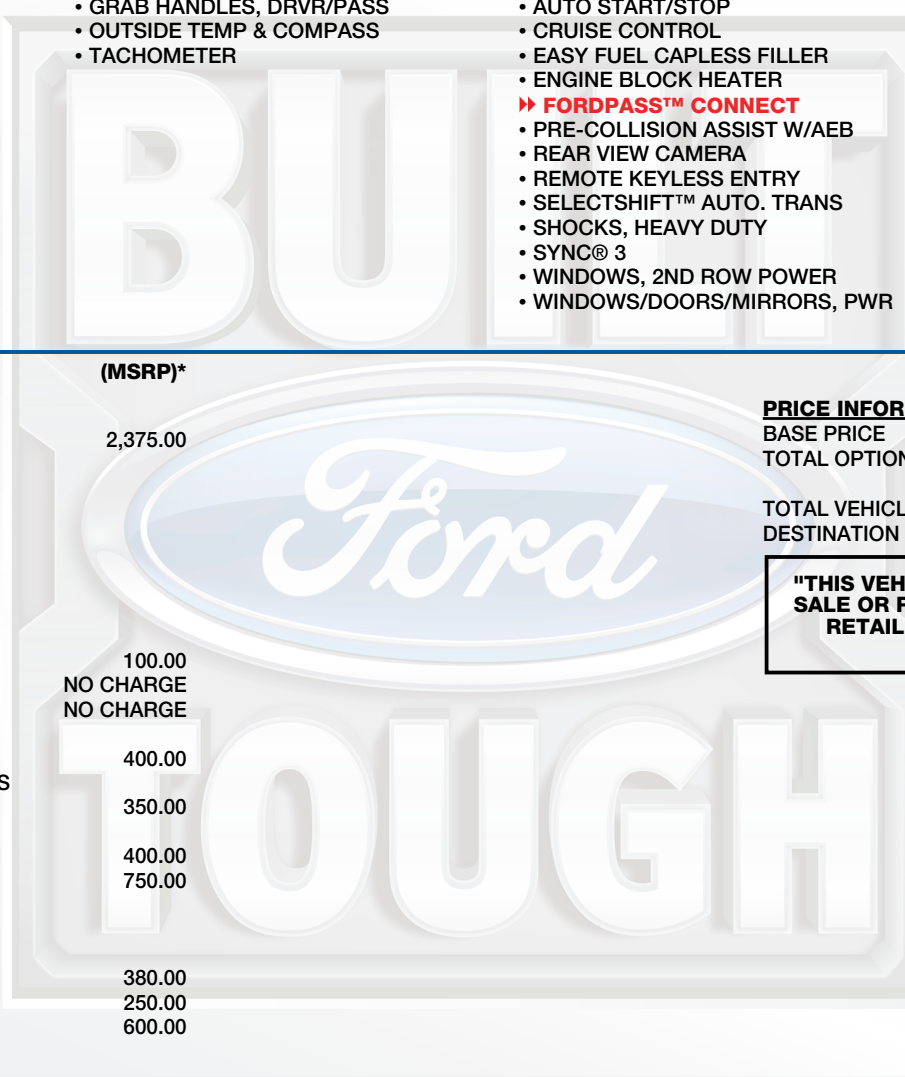 • GRAB HANDLES, DRVR/PASS
• OUTSIDE TEMP & COMPASS
• TACHOMETER
• AUTO START/STOP
• CRUISE CONTROL
• EASY FUEL CAPLESS FILLER
• ENGINE BLOCK HEATER
FORDPASS™ CONNECT
• PRE-COLLISION ASSIST W/AEB
• REAR VIEW CAMERA
• REMOTE KEYLESS ENTRY
• SELECTSHIFT™ AUTO. TRANS
• SHOCKS, HEAVY DUTY
• SYNC® 3
• WINDOWS, 2ND ROW POWER
• WINDOWS/DOORS/MIRRORS, PWR
BUILT
Ford
TOUGH
(MSRP)*
2,375.00
100.00
NO CHARGE
NO CHARGE
400.00
S
350.00
400.00
750.00
380.00
250.00
600.00
PRICE INFOR
BASE PRICE
TOTAL OPTION
TOTAL VEHICL
DESTINATION
"THIS VEH
SALE OR F
RETAIL